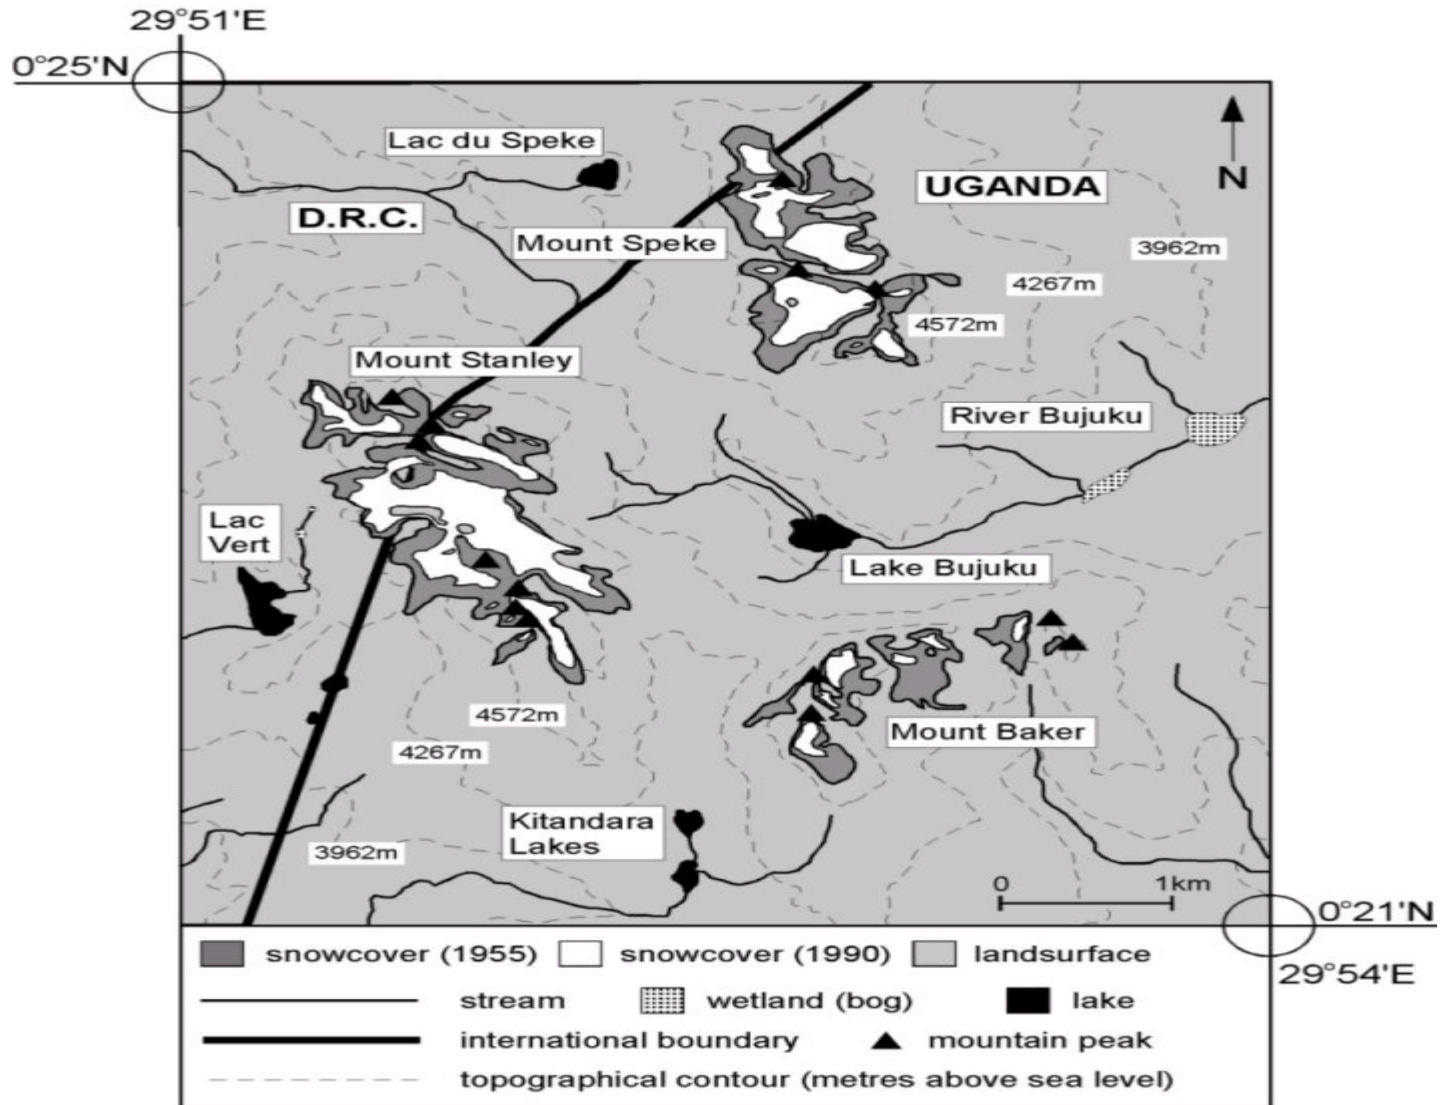 29°51'E
0°25'N
Lac du Speke
UGANDA
N
D.R.C.
Mount Speke
3962m
4267m
4572m
Mount Stanley
River Bujuku
Lac
Vert
Lake Bujuku
4572m
Mount Baker
4267m
Kitandara
Lakes
3962m
0 1km
0°21'N
29°54'E
snowcover (1955) snowcover (1990) landsurface
stream wetland (bog) lake
international boundary mountain peak
topographical contour (metres above sea level)